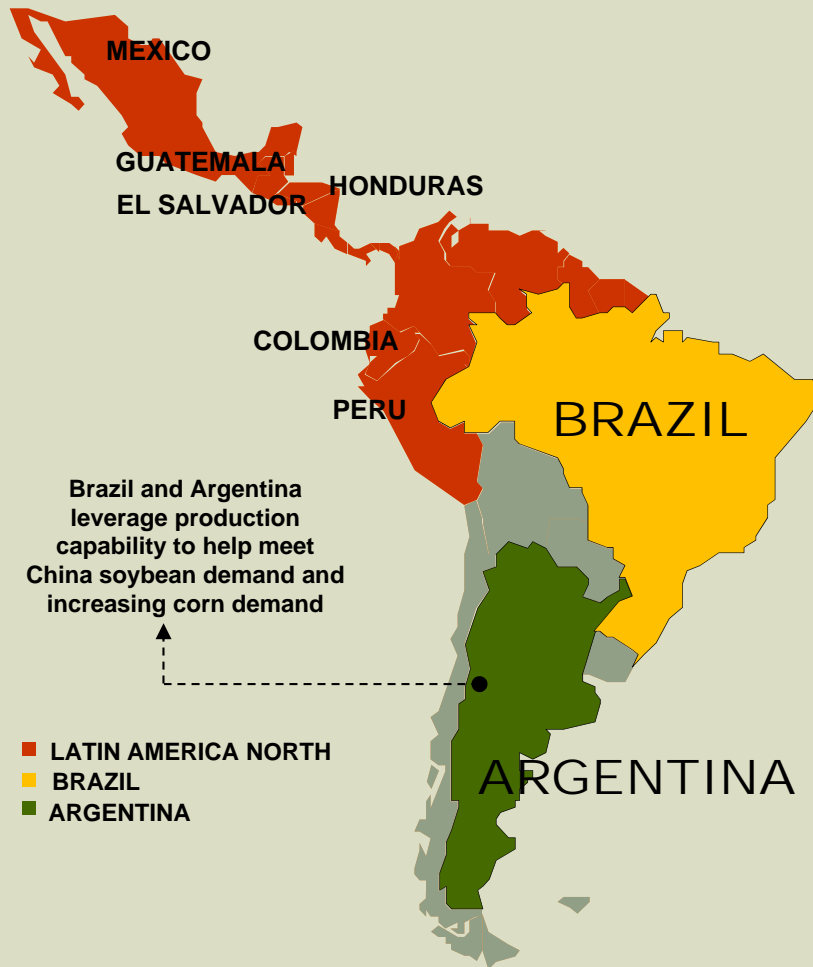 MEXICO
GUATEMALA
HONDURAS
EL SALVADOR
COLOMBIA
PERU
BRAZIL
Brazil and Argentina
leverage production
capability to help meet
China soybean demand and
increasing corn demand
LATIN AMERICA NORTH
BRAZIL
ARGENTINA
ARGENTINA